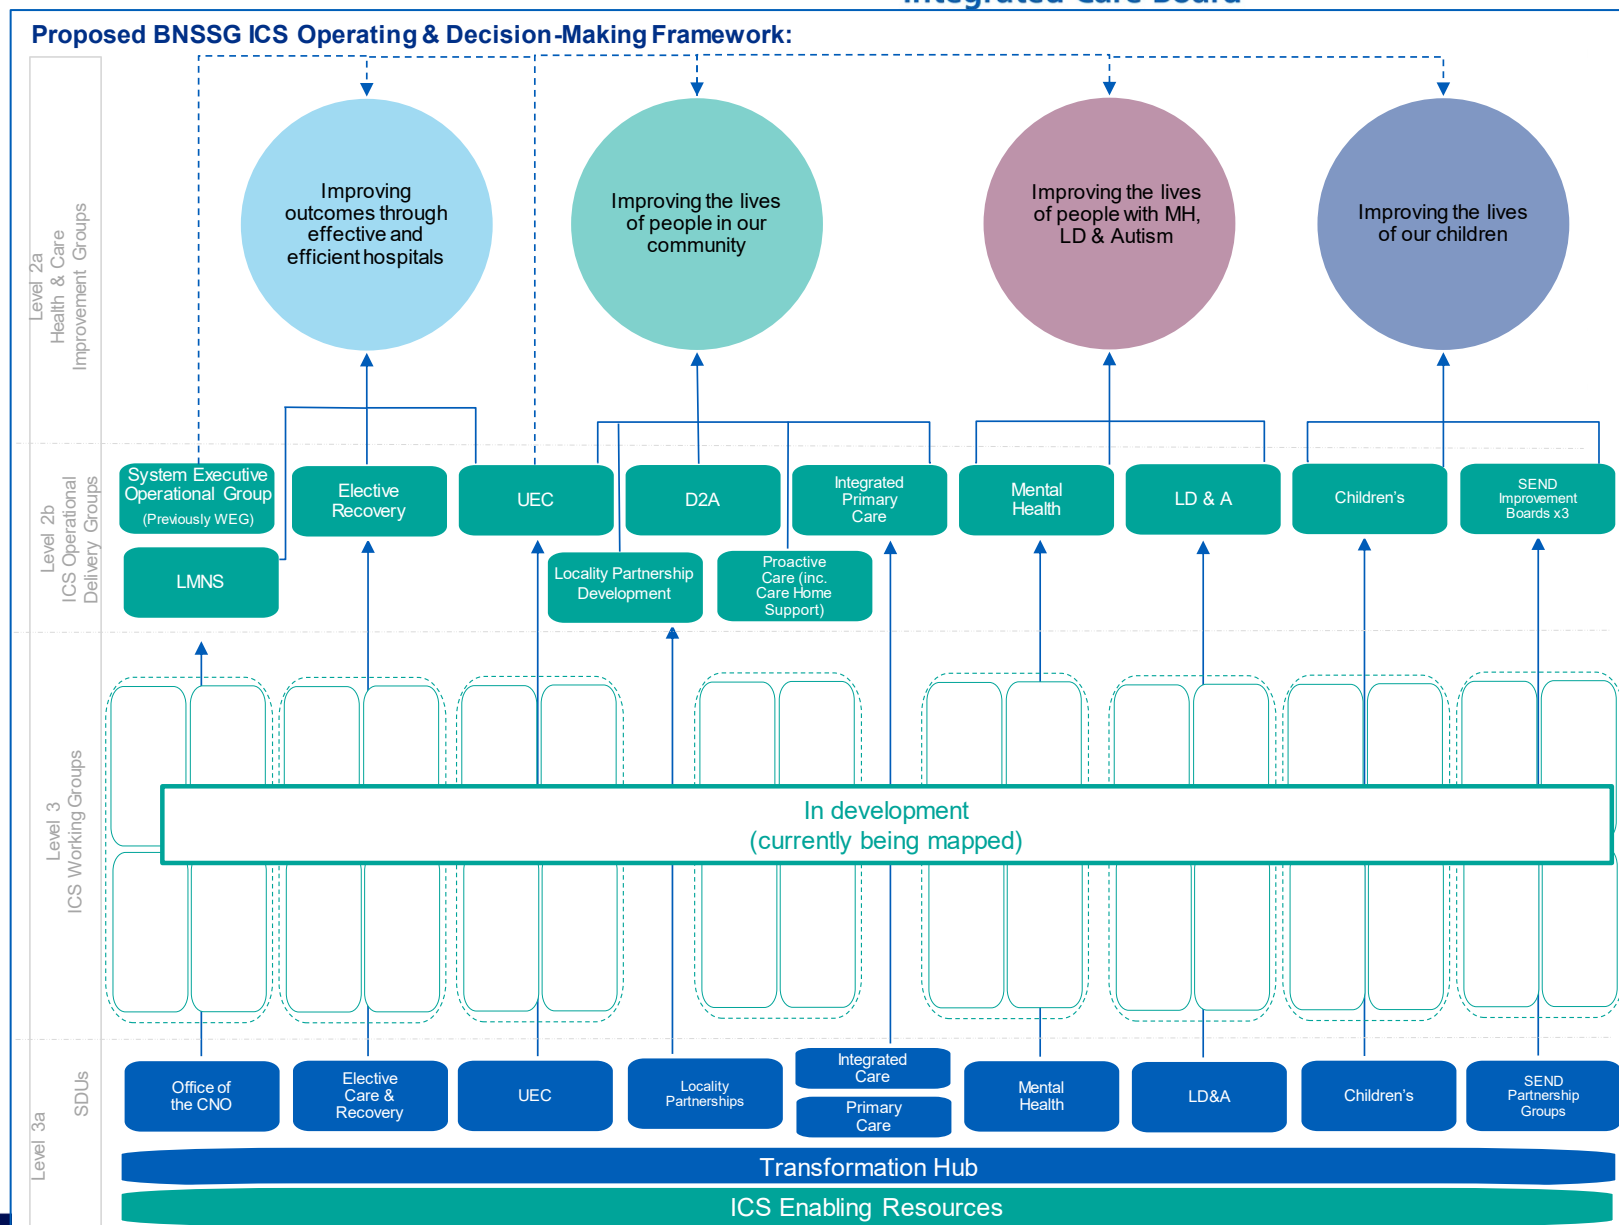 Integrated Care Board
Proposed BNSSG ICS Operating & Decision-Making Framework:
Level 2a
Health & Care
Improvement Groups
Improving
outcomes through
effective and
efficient hospitals
Improving the lives
of people in our
community
Improving the lives
of people with MH,
LD & Autism
Improving the lives
of our children
Level 2b
ICS Operational
Delivery Groups
System Executive
Operational Group
(Previously WEG)
Elective
Recovery
UEC
D2A
Integrated
Primary
Care
Mental
Health
LD & A
Children's
SEND
Improvement
Boards x3
LMNS
Locality Partnership
Development
Proactive
Care (inc.
Care Home
Support)
Level 3
ICS Working Groups
In development
(currently being mapped)
Level 3a
SDUs
Office of
the CNO
Elective
Care &
Recovery
UEC
Locality
Partnerships
Integrated
Care
Primary
Care
Mental
Health
LD&A
Children's
SEND
Partnership
Groups
Transformation Hub
ICS Enabling Resources